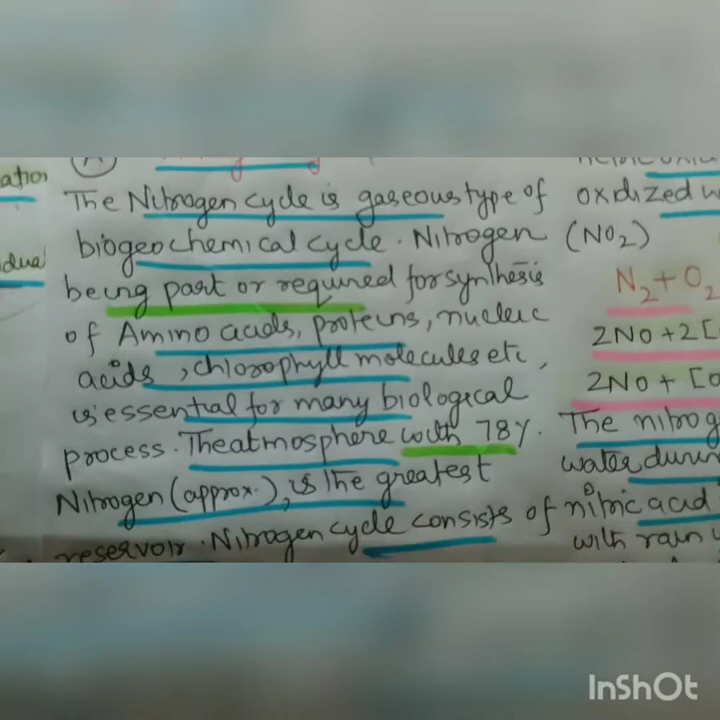 ation
dual
(A)
The Nitrogen cycle is gaseous type of
biogeochemical cycle. Nitrogen
being part or required for synthesis
of Amino acids, proteins, nucleic
acids, chlorophyll molecules etc,
is essential for many biological
process. The atmosphere with 78%.
Nitrogen (approx.), is the greatest
reservoir. Nitrogen cycle consists of
oxidized
(NO2)
N2 + O2
2NO + 2[
2NO + [O
The nitrog
water durin
nitric acid
with rain
InShOt